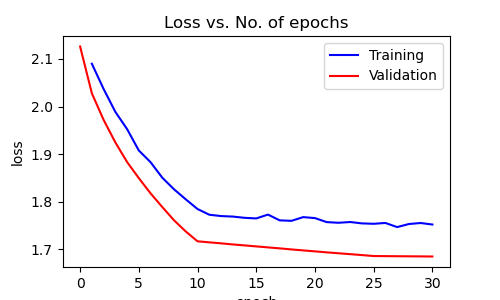 Loss vs. No. of epochs
Training
Validation
loss
2.1
2.0
1.9
1.8
1.7
0 5 10 15 20 25 30
epoch